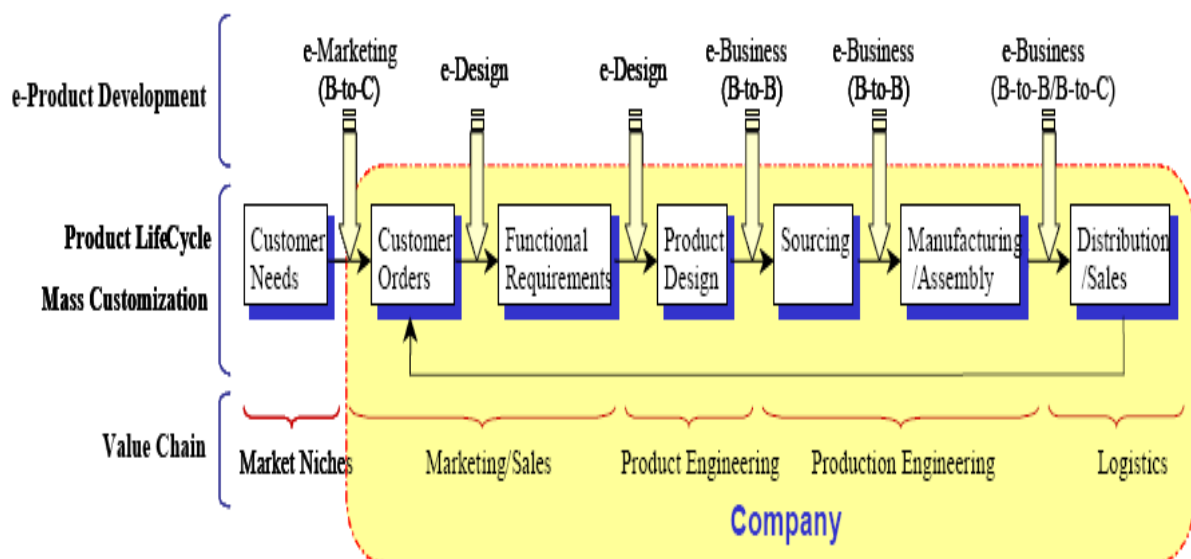 e-Product Development
e-Marketing
(B-to-C)
e-Design
e-Design
e-Business
(B-to-B)
e-Business
(B-to-B)
e-Business
(B-to-B/B-to-C)
Product LifeCycle
Mass Customization
Customer
Needs
Customer
Orders
Functional
Requirements
Product
Design
Sourcing
Manufacturing
/Assembly
Distribution
/Sales
Value Chain
Market Niches
Marketing/Sales
Product Engineering
Production Engineering
Logistics
Company